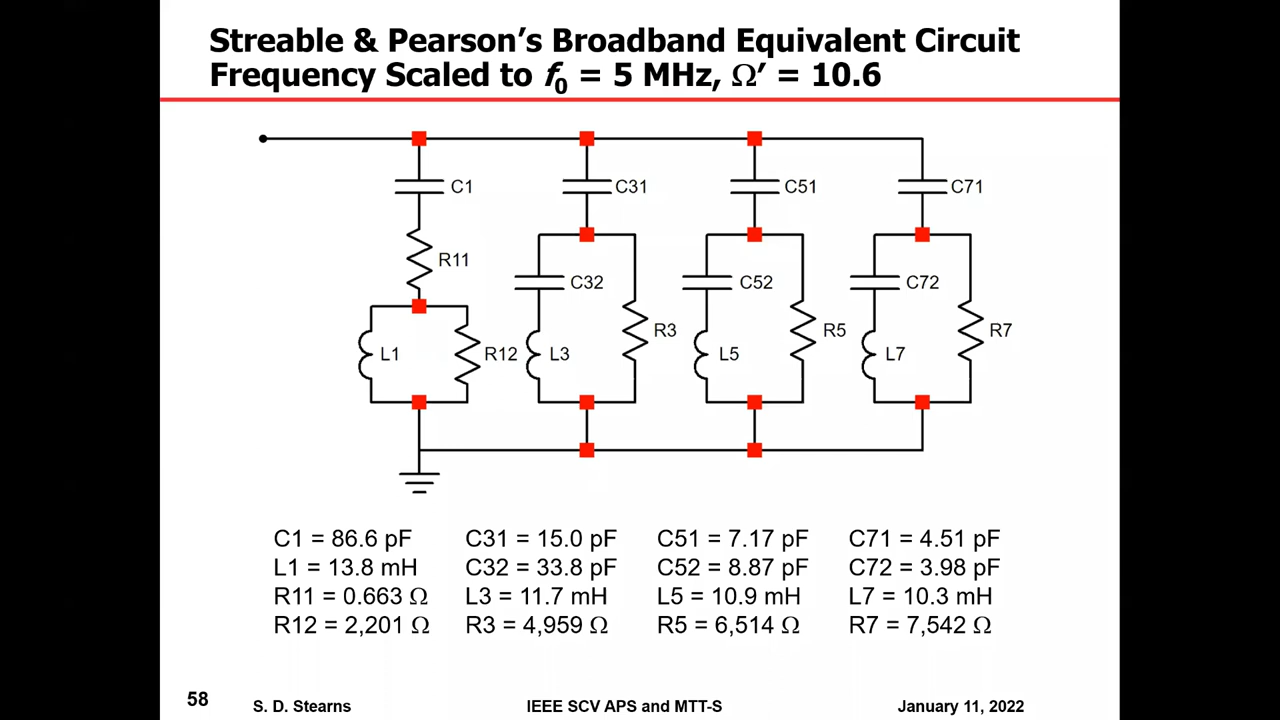 Streable & Pearson's Broadband Equivalent Circuit
Frequency Scaled to f0 = 5 MHz, Ω′ = 10.6
C1 C31 C51 C71
R11
C32 C52 C72
R3 R5 R7
L1 R12 L3 L5 L7
C1 = 86.6 pF C31 = 15.0 pF C51 = 7.17 pF C71 = 4.51 pF
L1 = 13.8 mH C32 = 33.8 pF C52 = 8.87 pF C72 = 3.98 pF
R11 = 0.663 Ω L3 = 11.7 mH L5 = 10.9 mH L7 = 10.3 mH
R12 = 2,201 Ω R3 = 4,959 Ω R5 = 6,514 Ω R7 = 7,542 Ω
58 S. D. Stearns IEEE SCV APS and MTT-S January 11, 2022